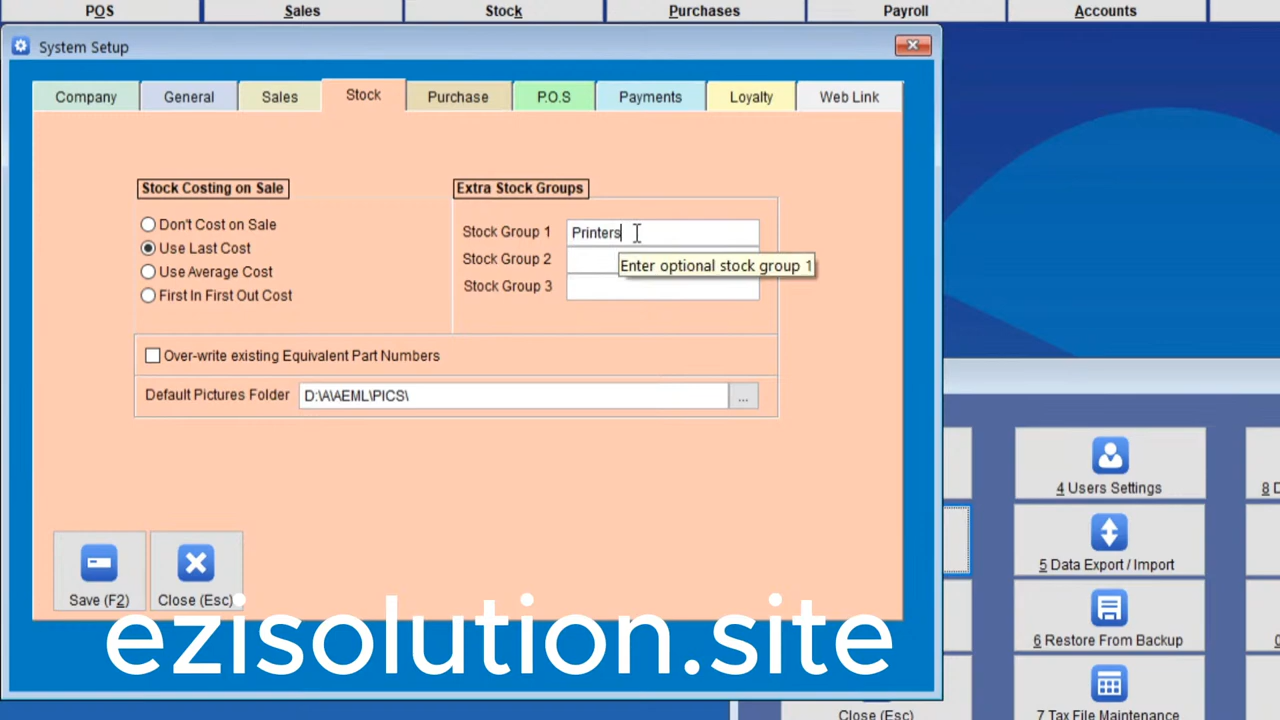 POS
Sales
Stock
Purchases
Payroll
Accounts
System Setup
Company
General
Sales
Stock
Purchase
P.O.S
Payments
Loyalty
Web Link
Stock Costing on Sale
Don't Cost on Sale
Use Last Cost
Use Average Cost
First In First Out Cost
Extra Stock Groups
Stock Group 1 Printers
Enter optional stock group 1
Stock Group 2
Stock Group 3
Over-write existing Equivalent Part Numbers
Default Pictures Folder D:\A\AEML\PICS\ ...
Save (F2)
Close (Esc)
4 Users Settings
5 Data Export / Import
6 Restore From Backup
7 Tax File Maintenance
Close (Esc)
ezisolution.site